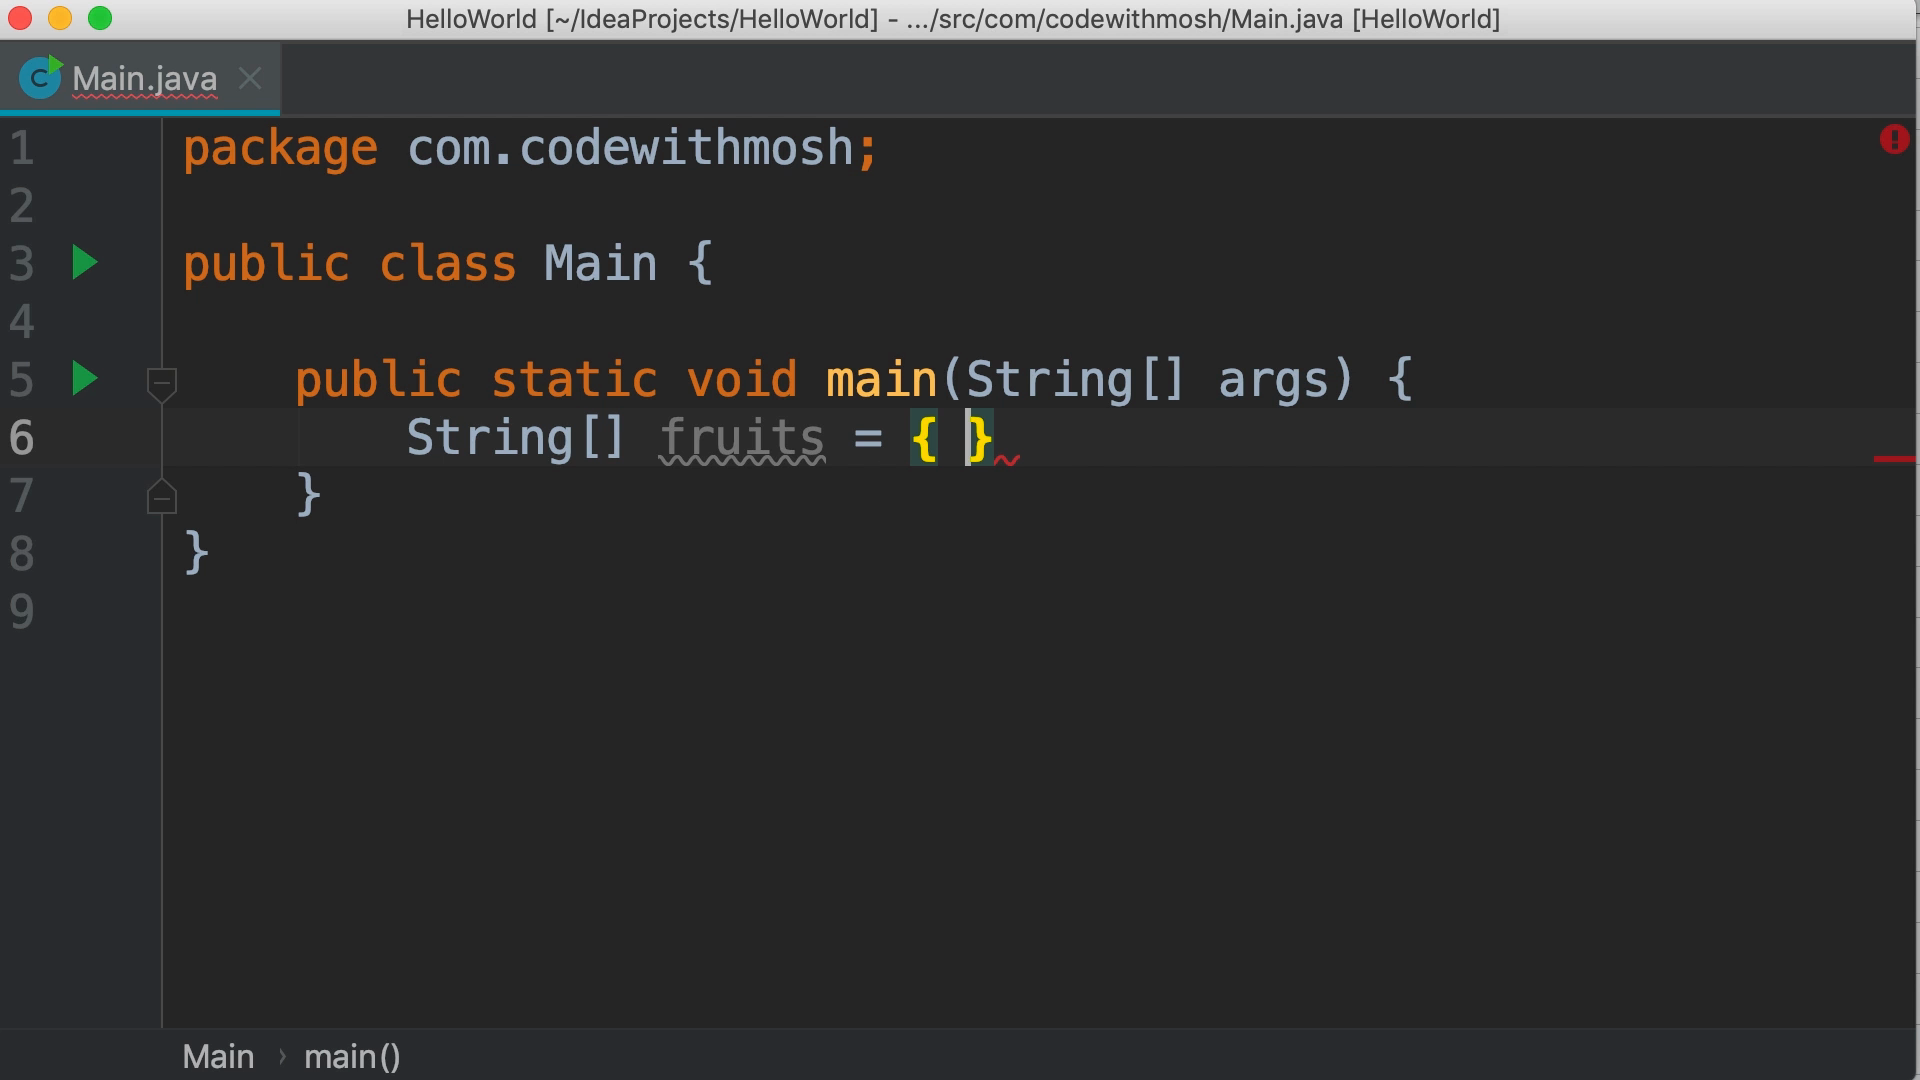 HelloWorld [~/IdeaProjects/HelloWorld] - .../src/com/codewithmosh/Main.java [HelloWorld]
C Main.java
1 package com.codewithmosh;
2
3 public class Main {
4
5 public static void main(String[] args) {
6 String[] fruits = { }
7 }
8 }
9
Main › main()